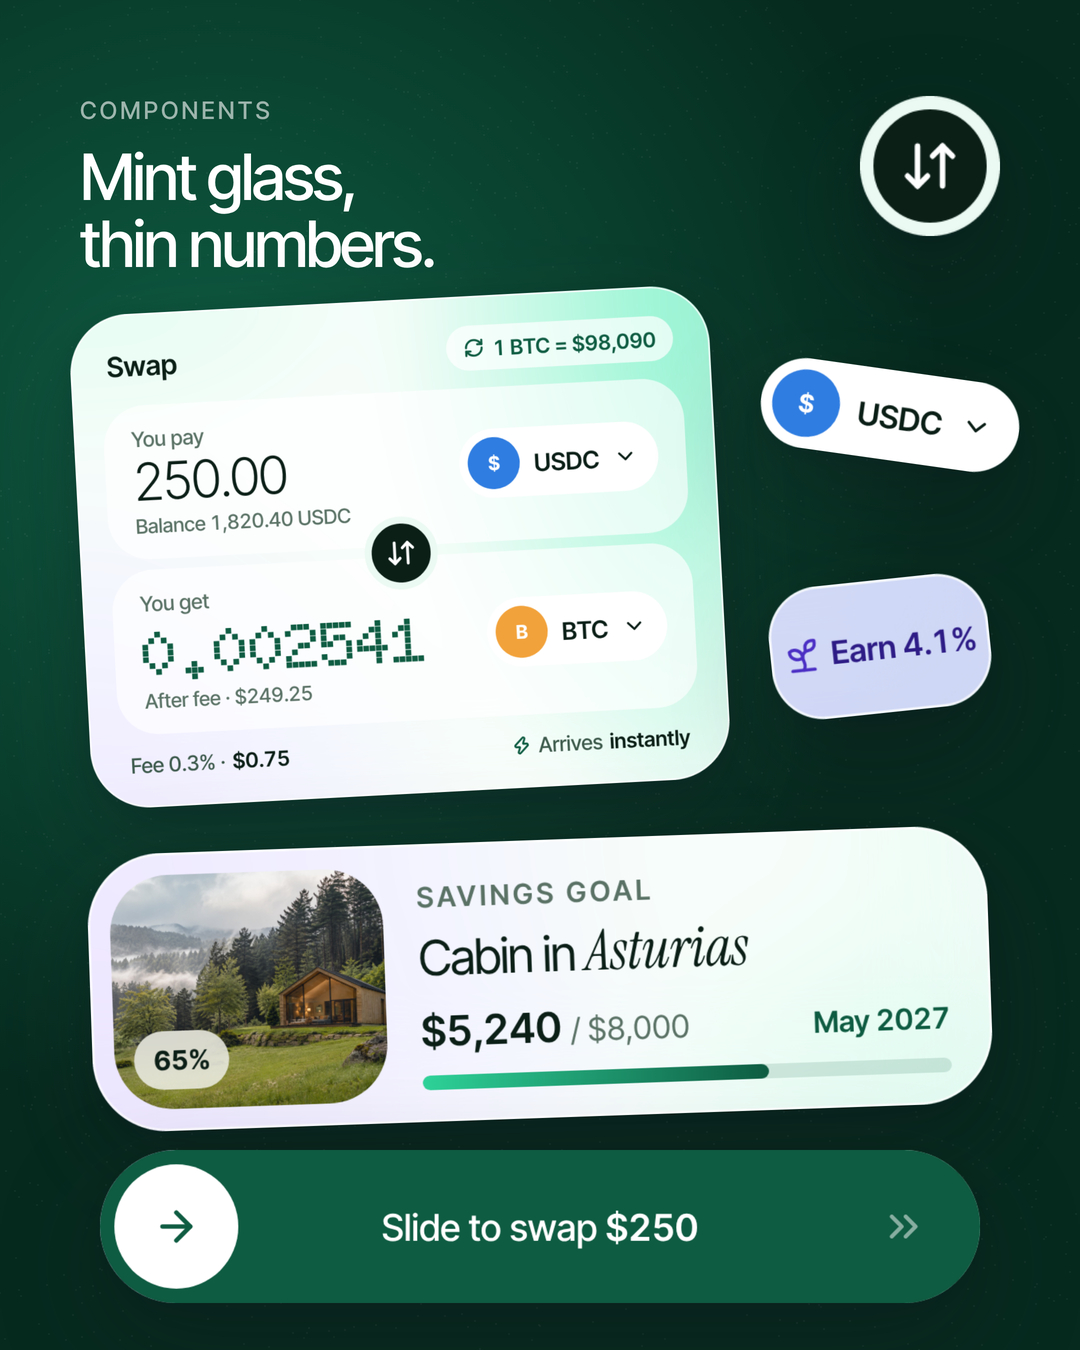 COMPONENTS
Mint glass,
thin numbers.
Swap
1 BTC = $98,090
You pay
250.00
$ USDC
Balance 1,820.40 USDC
You get
0.002541
B BTC
After fee · $249.25
Fee 0.3% · $0.75
Arrives instantly
$ USDC
Earn 4.1%
SAVINGS GOAL
Cabin in Asturias
$5,240 / $8,000
May 2027
65%
Slide to swap $250